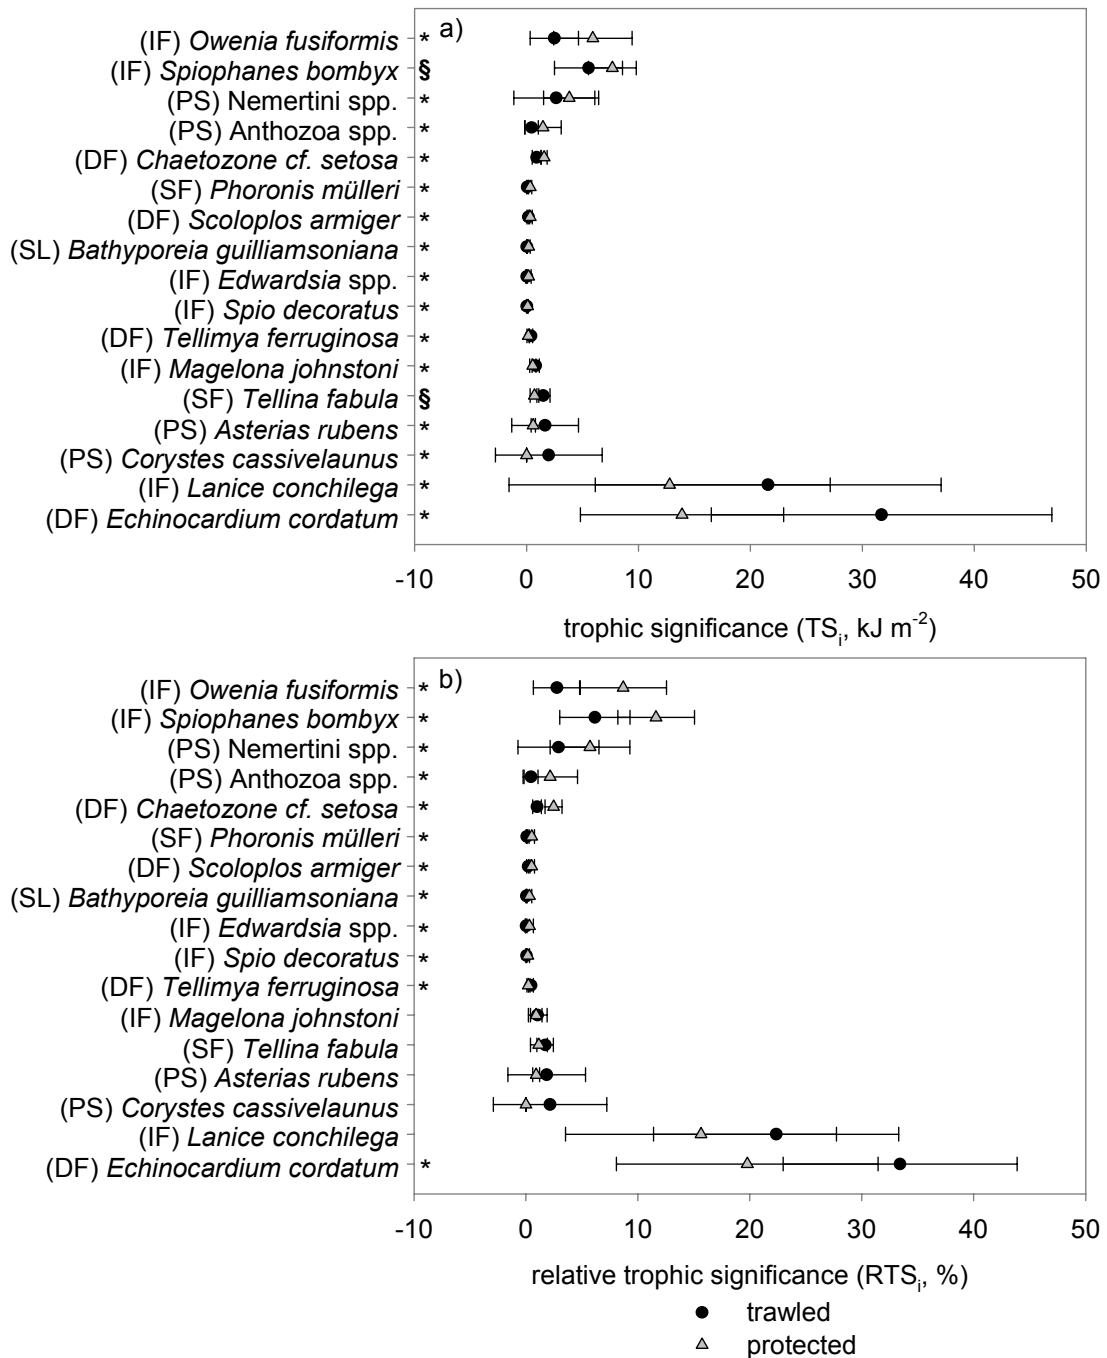 a)
(IF) Owenia fusiformis *
(IF) Spiophanes bombyx §
(PS) Nemertini spp. *
(PS) Anthozoa spp. *
(DF) Chaetozone cf. setosa *
(SF) Phoronis mülleri *
(DF) Scoloplos armiger *
(SL) Bathyporeia guilliamsoniana *
(IF) Edwardsia spp. *
(IF) Spio decoratus *
(DF) Tellimya ferruginosa *
(IF) Magelona johnstoni *
(SF) Tellina fabula §
(PS) Asterias rubens *
(PS) Corystes cassivelaunus *
(IF) Lanice conchilega *
(DF) Echinocardium cordatum *
-10 0 10 20 30 40 50
trophic significance (TSi, kJ m-2)
b)
(IF) Owenia fusiformis *
(IF) Spiophanes bombyx *
(PS) Nemertini spp. *
(PS) Anthozoa spp. *
(DF) Chaetozone cf. setosa *
(SF) Phoronis mülleri *
(DF) Scoloplos armiger *
(SL) Bathyporeia guilliamsoniana *
(IF) Edwardsia spp. *
(IF) Spio decoratus *
(DF) Tellimya ferruginosa *
(IF) Magelona johnstoni
(SF) Tellina fabula
(PS) Asterias rubens
(PS) Corystes cassivelaunus
(IF) Lanice conchilega
(DF) Echinocardium cordatum *
-10 0 10 20 30 40 50
relative trophic significance (RTSi, %)
trawled
protected